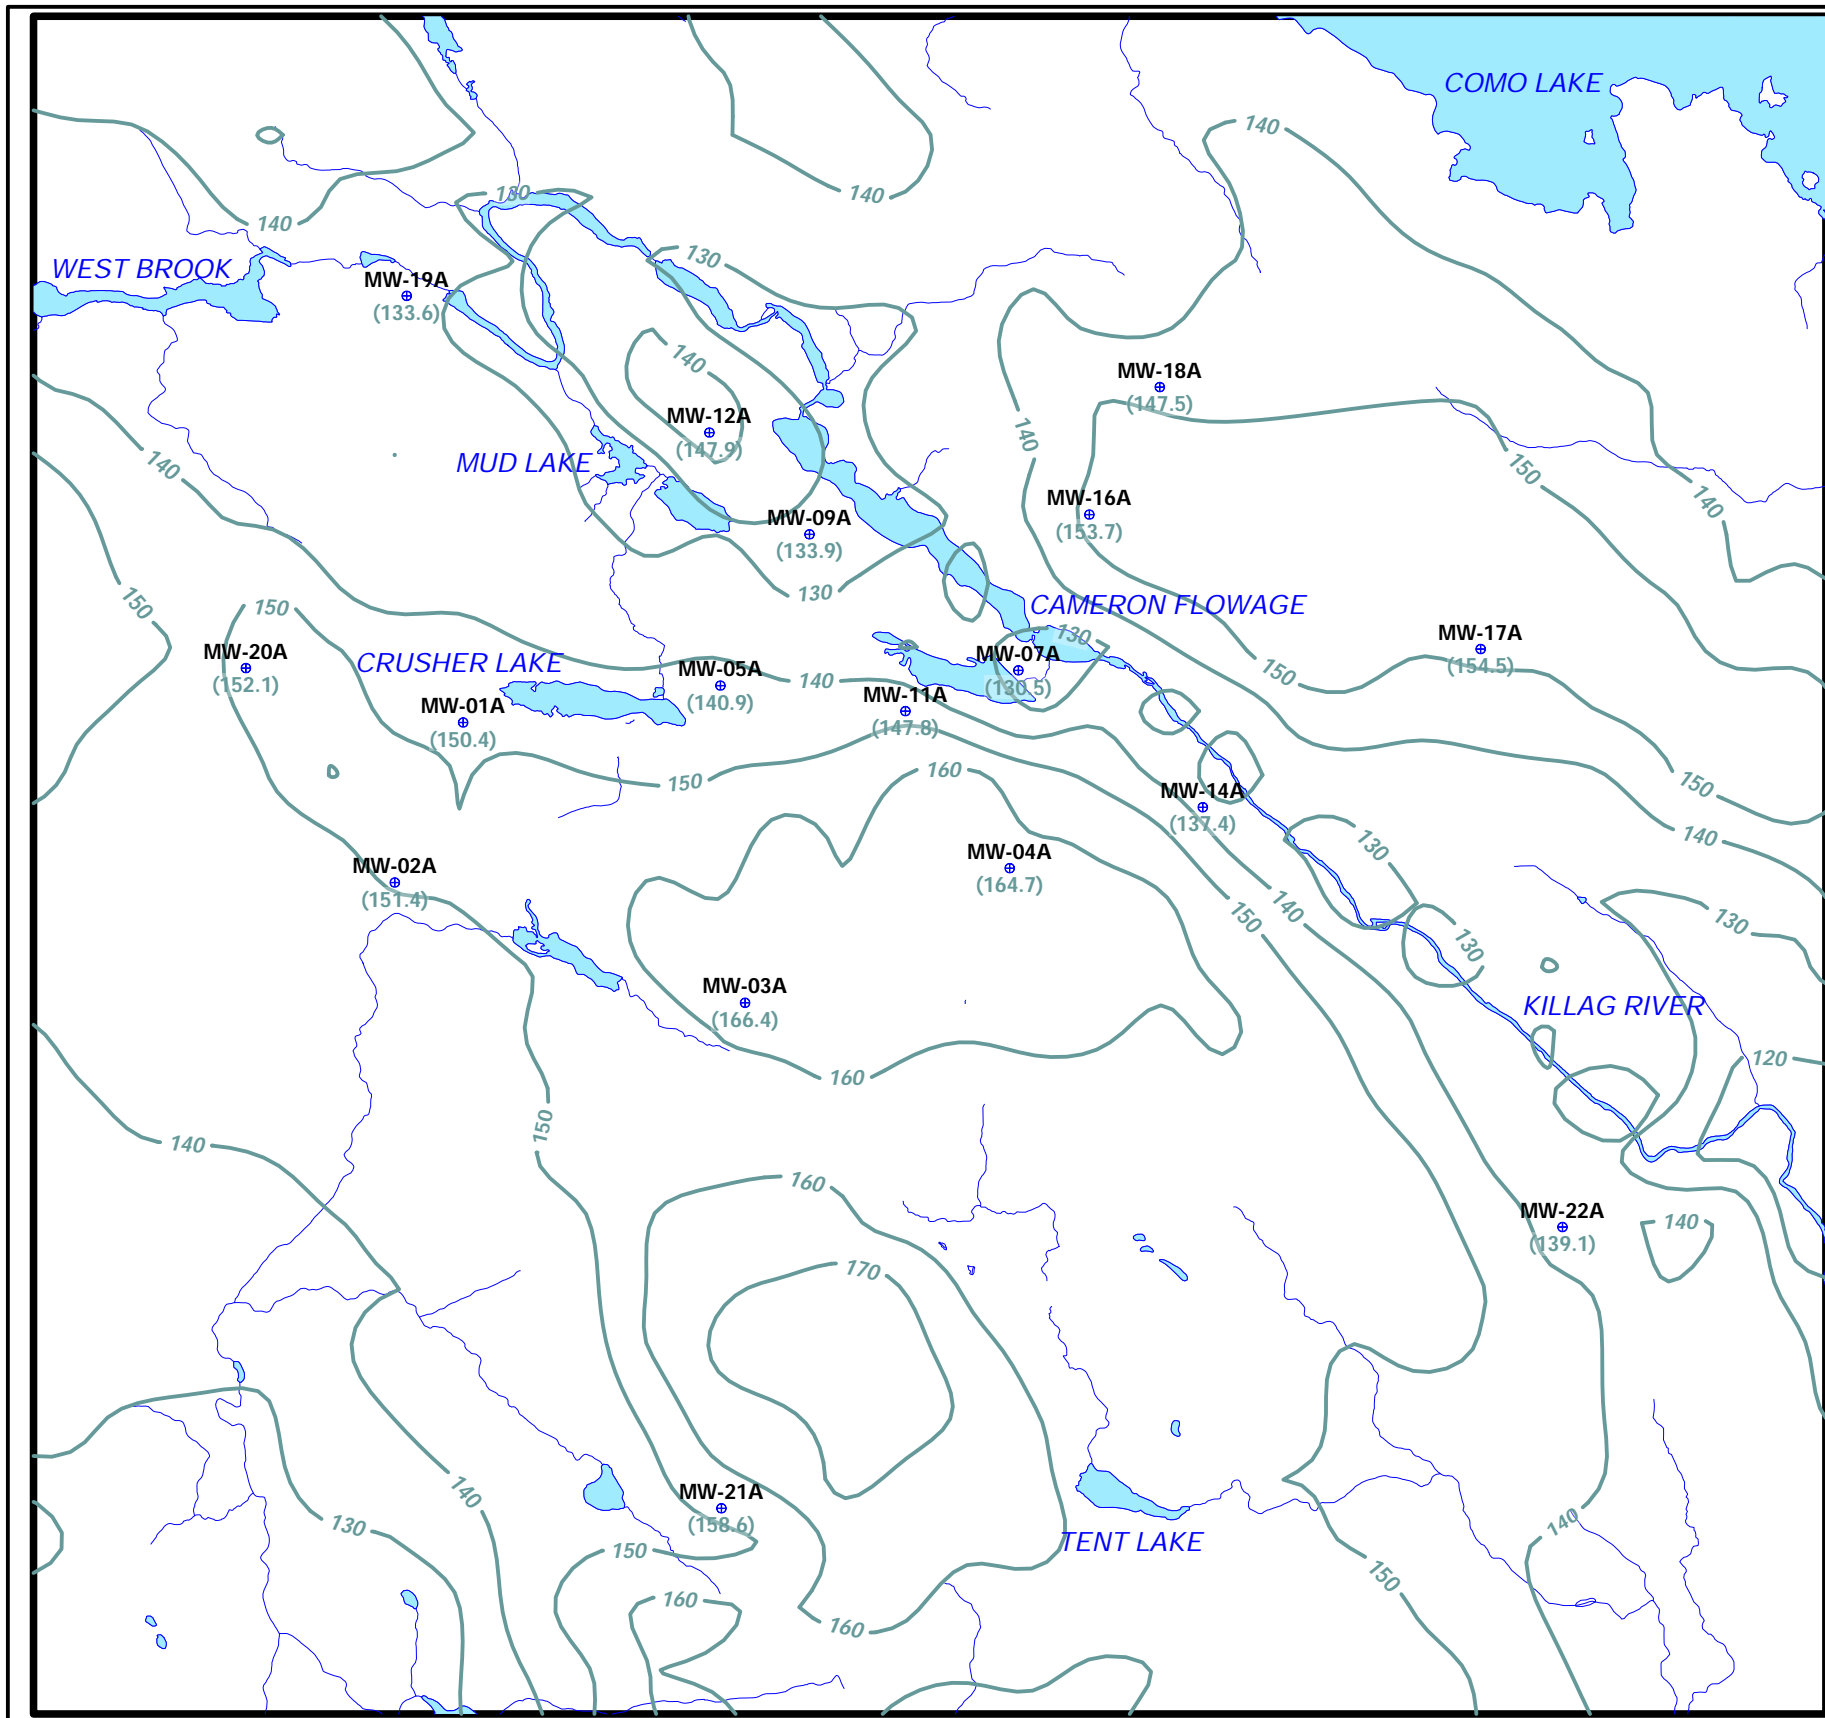 COMO LAKE
140
140
130
140
130
WEST BROOK
MW-19A
(133.6)
140
MW-18A
(147.5)
MW-12A
(147.9)
140
140
MUD LAKE
150
140
MW-16A
(153.7)
MW-09A
(133.9)
130
150
150
CAMERON FLOWAGE
130
MW-17A
(154.5)
MW-20A
(152.1)
CRUSHER LAKE
MW-05A
(140.9)
140
MW-07A
(130.5)
150
MW-01A
(150.4)
MW-11A
(147.8)
150
160
150
MW-14A
(137.4)
140
130
MW-04A
(164.7)
MW-02A
(151.4)
150
140
130
130
MW-03A
(166.4)
KILLAG RIVER
120
160
150
140
160
MW-22A
(139.1)
140
170
140
MW-21A
(158.6)
130
140
150
TENT LAKE
150
160
160